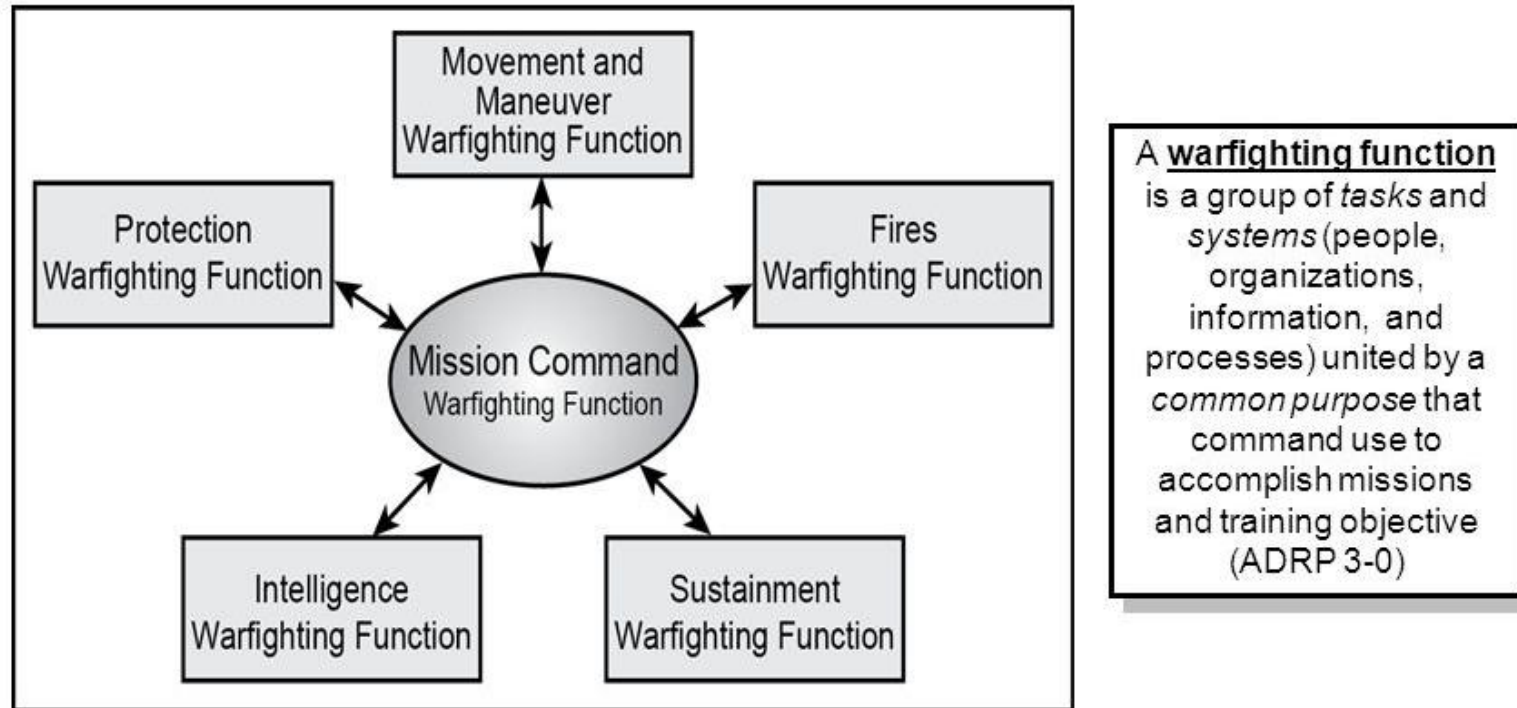 Movement and
Maneuver
Warfighting Function
Protection
Warfighting Function
Fires
Warfighting Function
Mission Command
Warfighting Function
Intelligence
Warfighting Function
Sustainment
Warfighting Function
A warfighting function
is a group of tasks and
systems (people,
organizations,
information, and
processes) united by a
common purpose that
command use to
accomplish missions
and training objective
(ADRP 3-0)